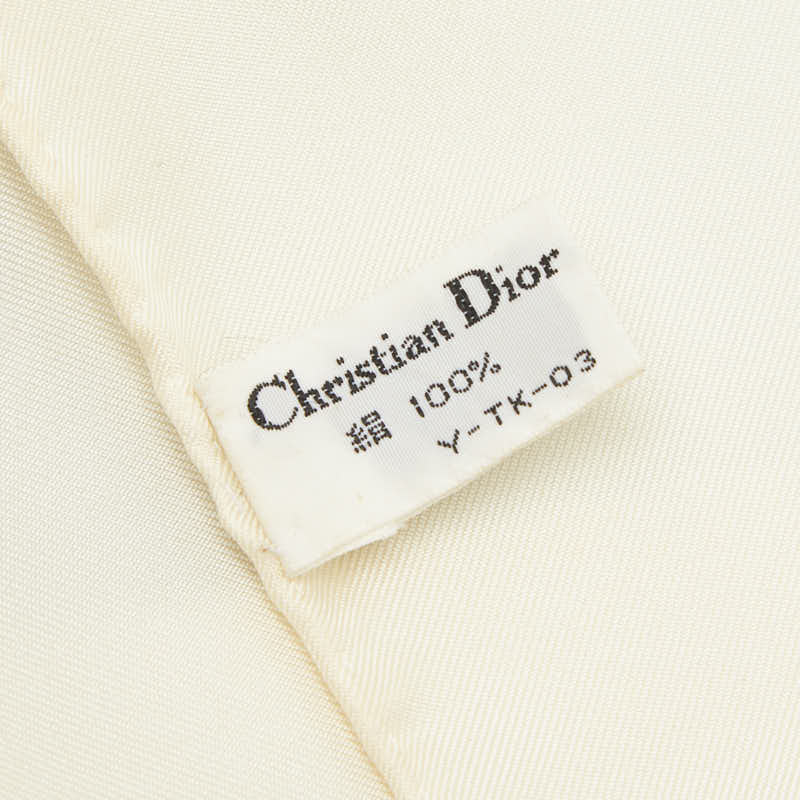 Christian Dior
絹 100%
Y-TK-03